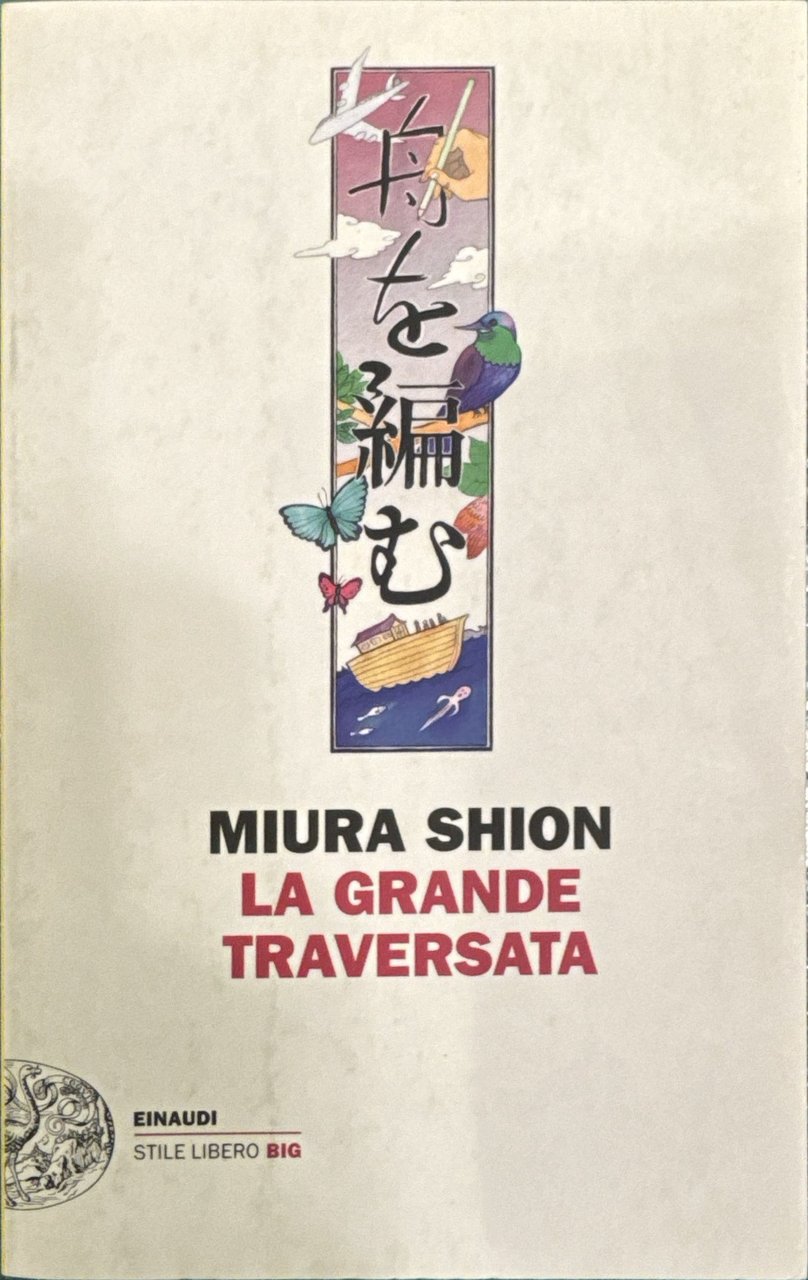 舟を編む
MIURA SHION
LA GRANDE
TRAVERSATA
EINAUDI
STILE LIBERO BIG